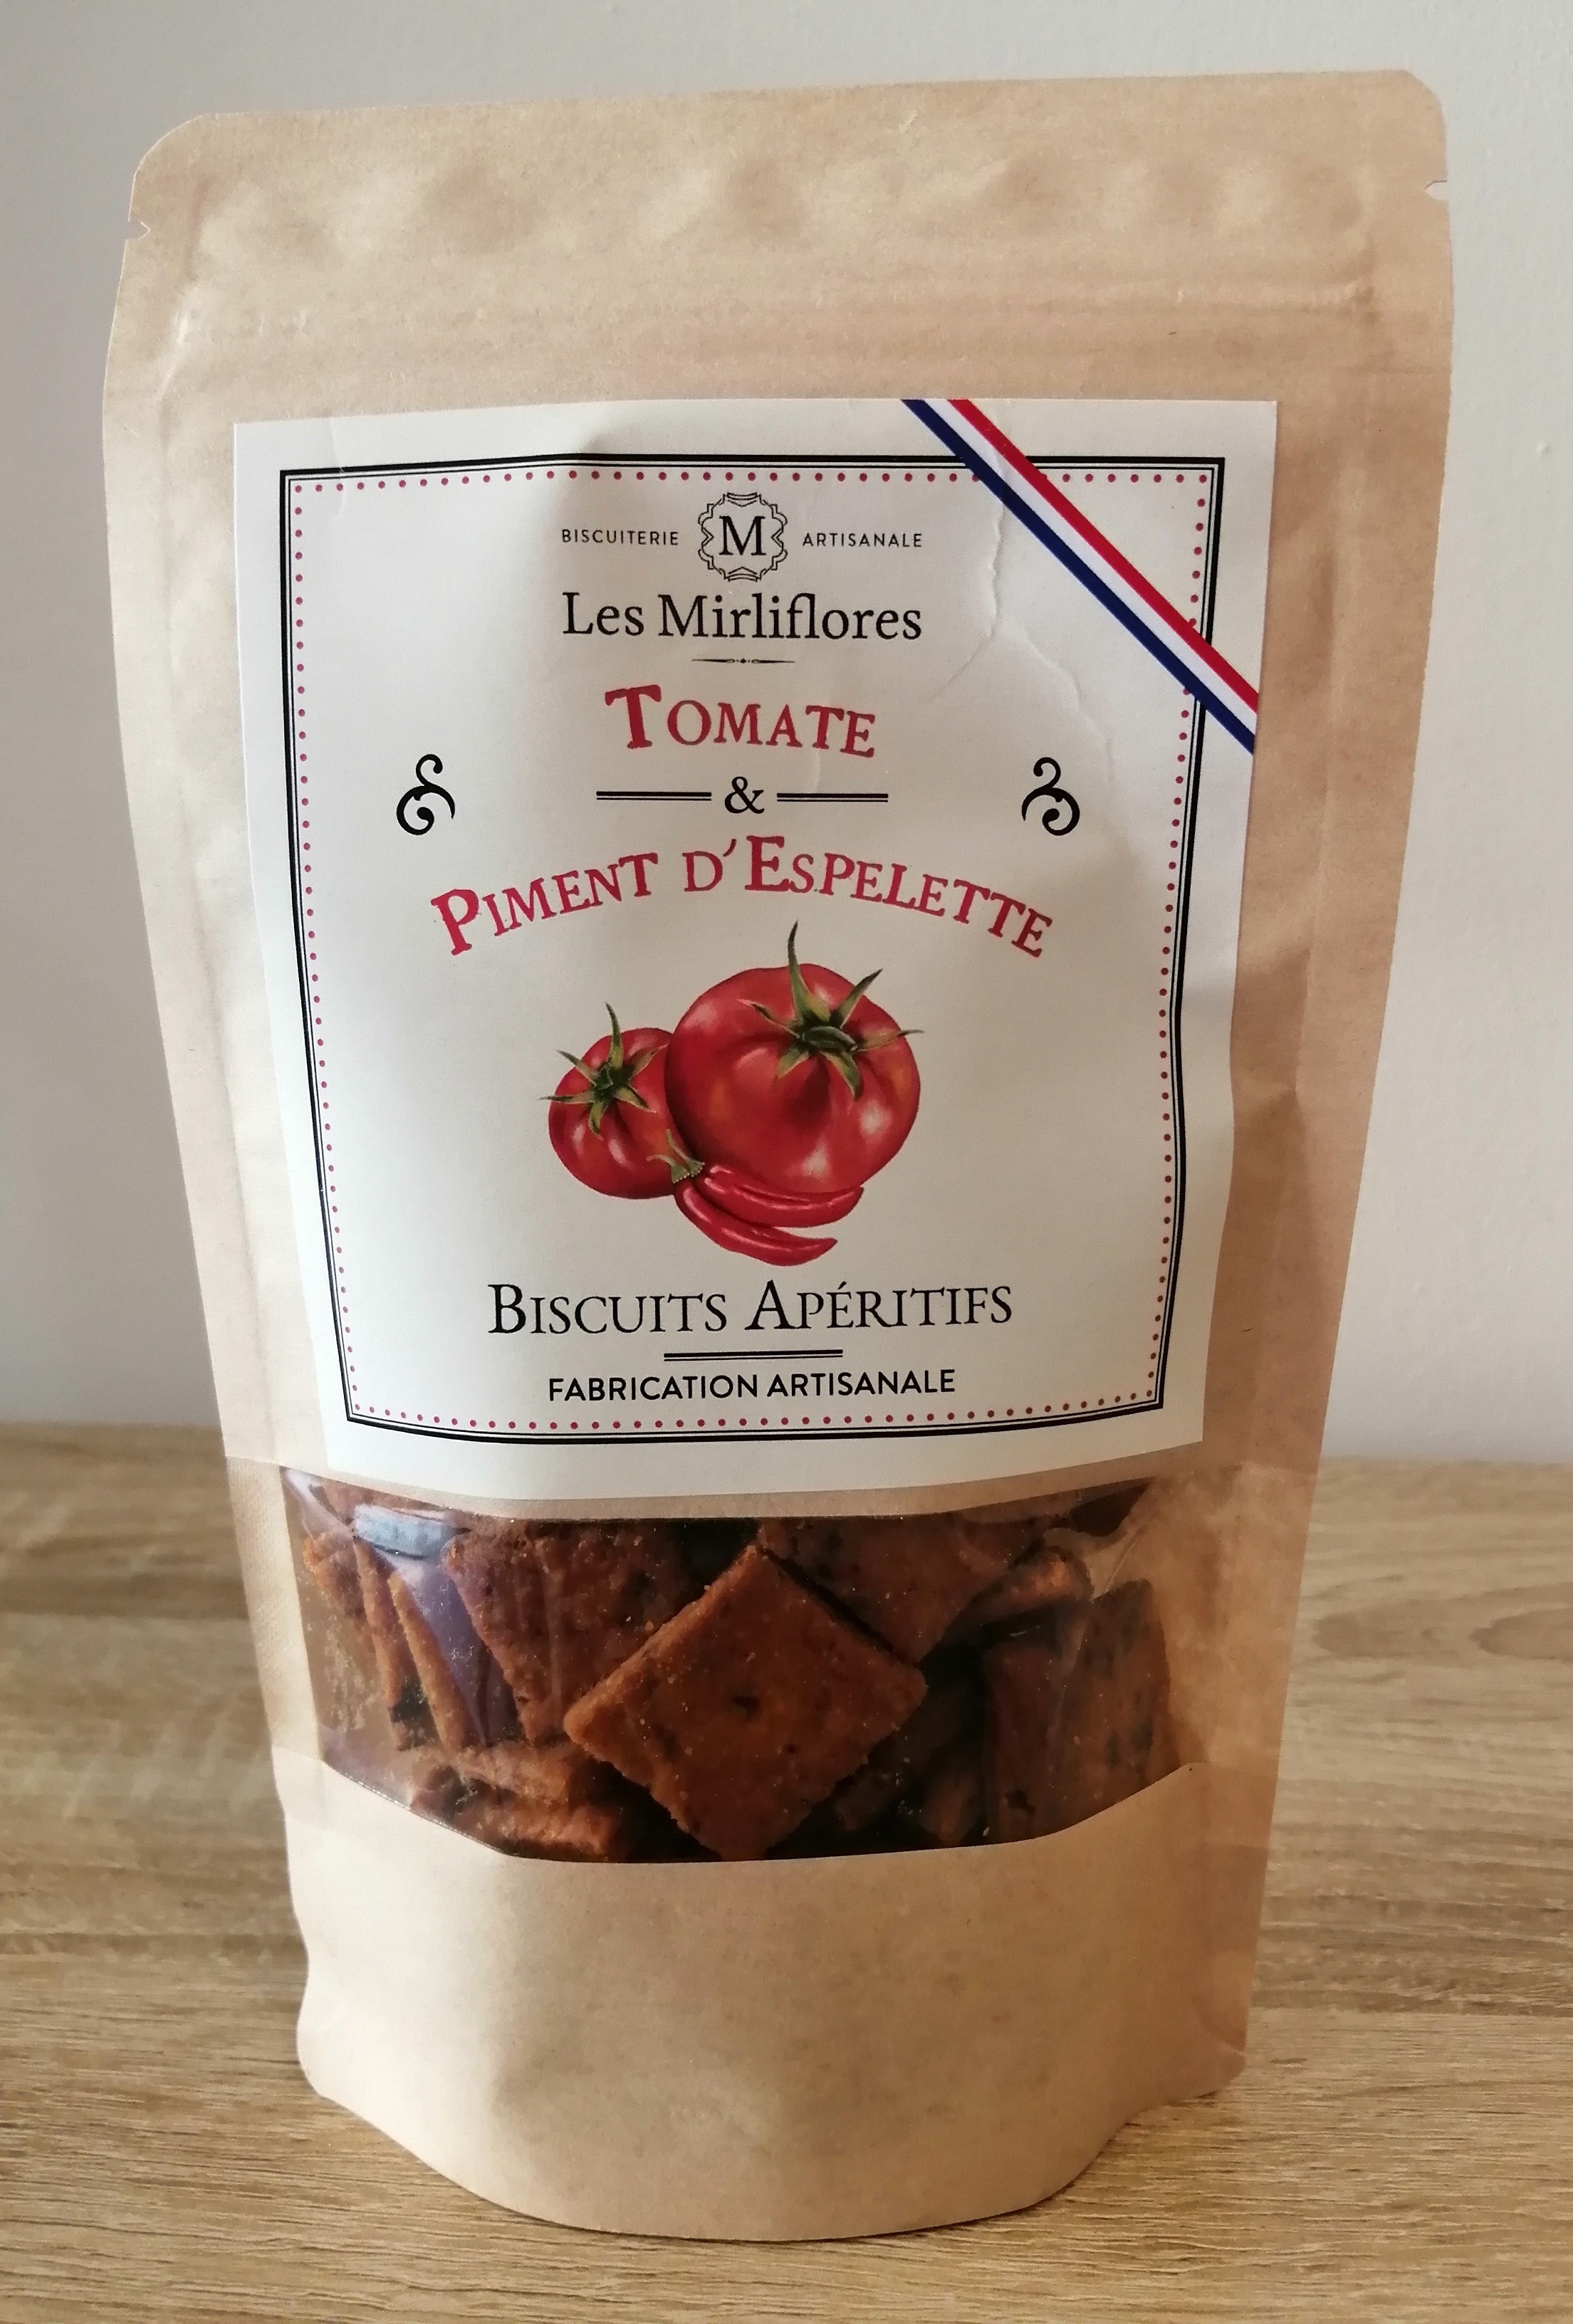 BISCUITERIE M ARTISANALE
Les Mirliflores
TOMATE
&
PIMENT D'ESPELETTE
BISCUITS APÉRITIFS
FABRICATION ARTISANALE